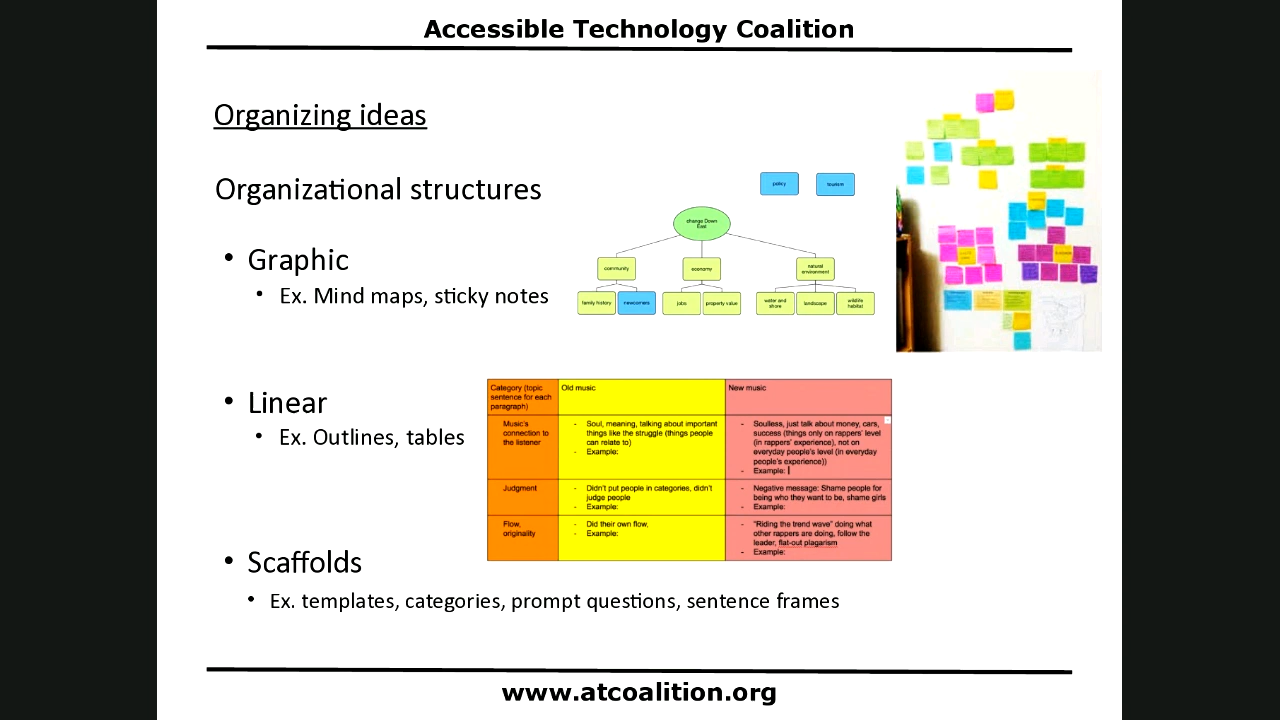 Accessible Technology Coalition
Organizing ideas
Organizational structures
• Graphic
• Ex. Mind maps, sticky notes
policy
tourism
change Down
East
community
economy
natural
environment
family history
newcomers
jobs
property value
water and
shore
landscape
wildlife
habitat
• Linear
• Ex. Outlines, tables
Category (topic
sentence for each
paragraph)
Old music
New music
Music's
connection to
the listener
- Soul, meaning, talking about important
things like the struggle (things people
can relate to)
- Example:
- Soulless, just talk about money, cars,
success (things only on rappers' level
(in rappers' experience), not on
everyday people's level (in everyday
people's experience))
- Example:
Judgment
- Didn't put people in categories, didn't
judge people
- Example:
- Negative message: Shame people for
being who they want to be, shame girls
- Example:
Flow,
originality
- Did their own flow,
- Example:
- "Riding the trend wave" doing what
other rappers are doing, follow the
leader, flat-out plagarism
- Example:
• Scaffolds
• Ex. templates, categories, prompt questions, sentence frames
www.atcoalition.org